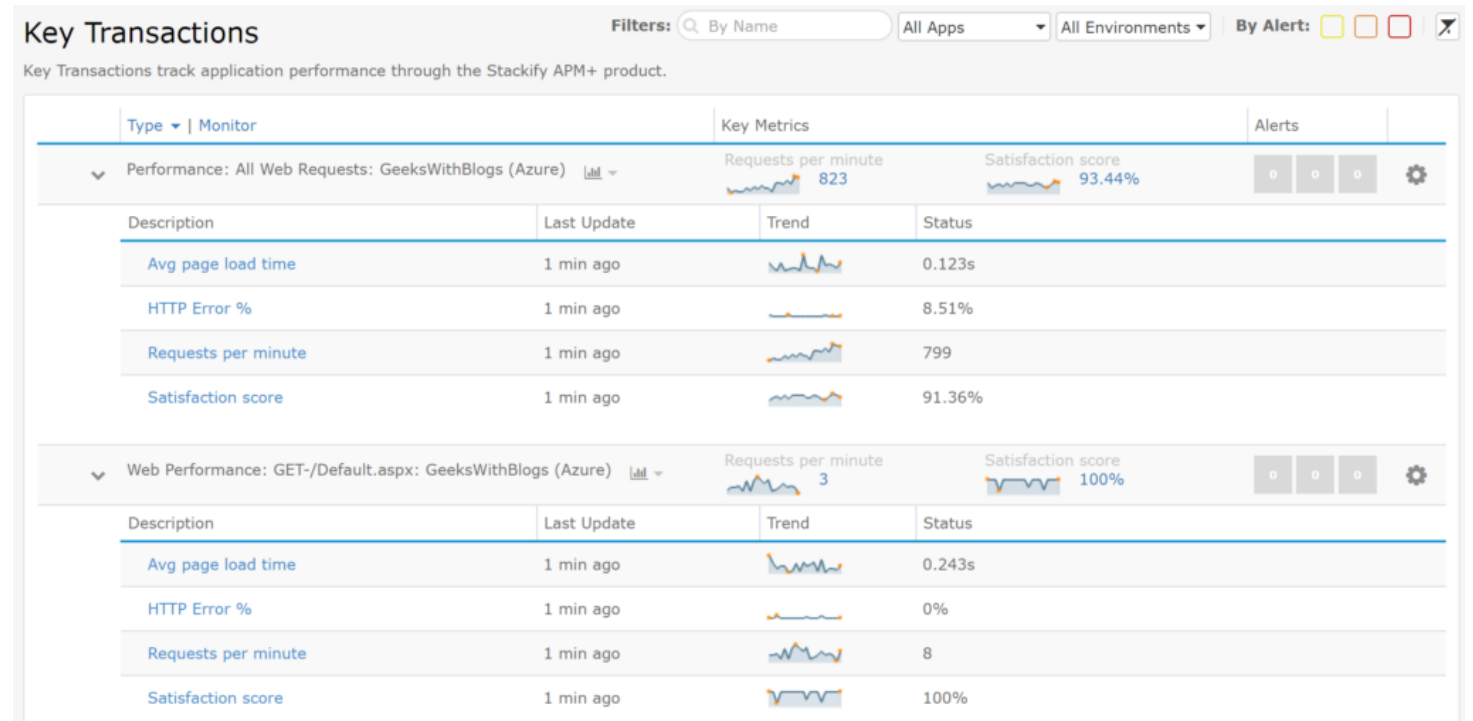 Key Transactions Filters: By Name All Apps All Environments By Alert:
Key Transactions track application performance through the Stackify APM+ product.
Type | Monitor Key Metrics Alerts
Performance: All Web Requests: GeeksWithBlogs (Azure) Requests per minute 823 Satisfaction score 93.44% 0 0 0
Description Last Update Trend Status
Avg page load time 1 min ago 0.123s
HTTP Error % 1 min ago 8.51%
Requests per minute 1 min ago 799
Satisfaction score 1 min ago 91.36%
Web Performance: GET-/Default.aspx: GeeksWithBlogs (Azure) Requests per minute 3 Satisfaction score 100% 0 0 0
Description Last Update Trend Status
Avg page load time 1 min ago 0.243s
HTTP Error % 1 min ago 0%
Requests per minute 1 min ago 8
Satisfaction score 1 min ago 100%